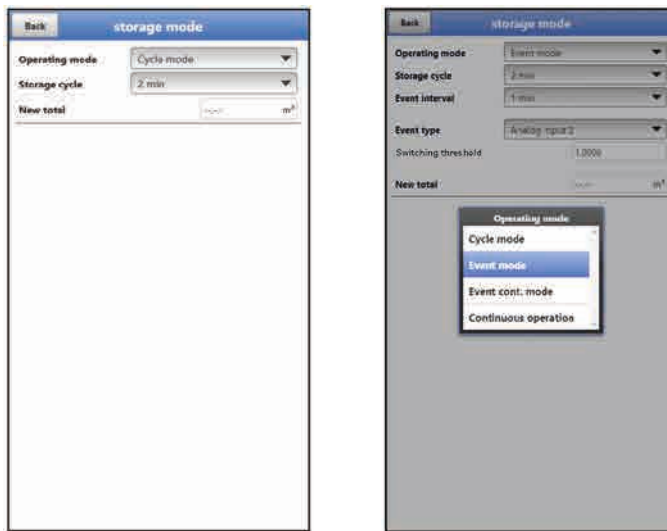 Back storage mode
Operating mode Cycle mode
Storage cycle 2 min
New total --,-- m³
Back storage mode
Operating mode Event mode
Storage cycle 2 min
Event interval 1 min
Event type Analog input 2
Switching threshold 1.0000
New total --,-- m³
Operating mode
Cycle mode
Event mode
Event cont. mode
Continuous operation